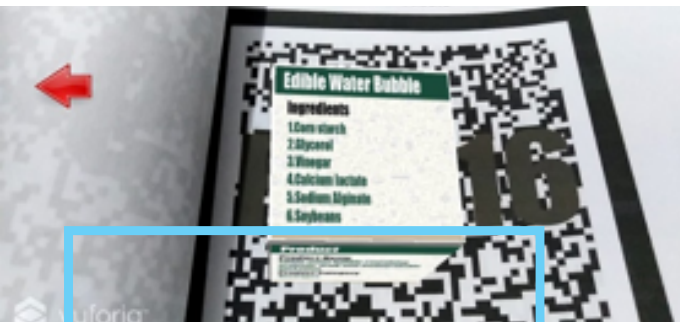 Edible Water Bubble
Ingredients
1.Corn starch
2.Glycerol
3.Vinegar
4.Calcium lactate
5.Sodium Alginate
6.Soybeans
16
Product
vuforia